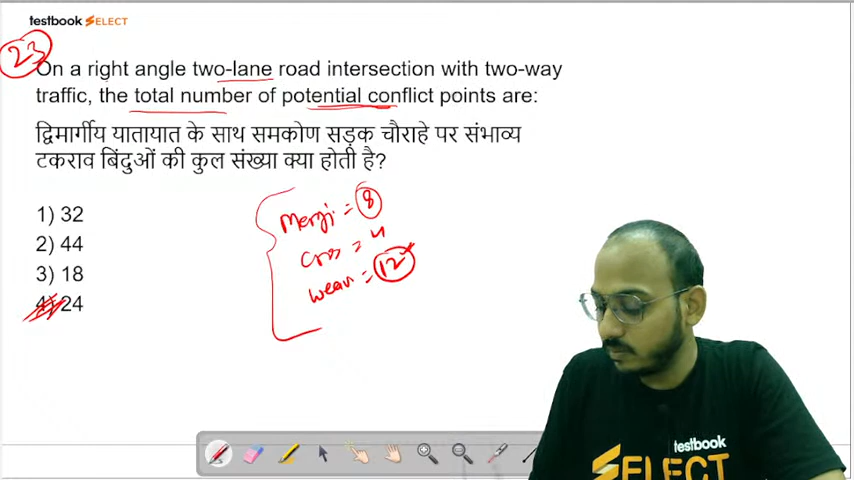 testbook SELECT
23
On a right angle two-lane road intersection with two-way
traffic, the total number of potential conflict points are:
द्विमार्गीय यातायात के साथ समकोण सड़क चौराहे पर संभाव्य
टकराव बिंदुओं की कुल संख्या क्या होती है?
1) 32
2) 44
3) 18
4) 24
Mergi = 8
Cross = 4
weav = 12
testbook
SELECT